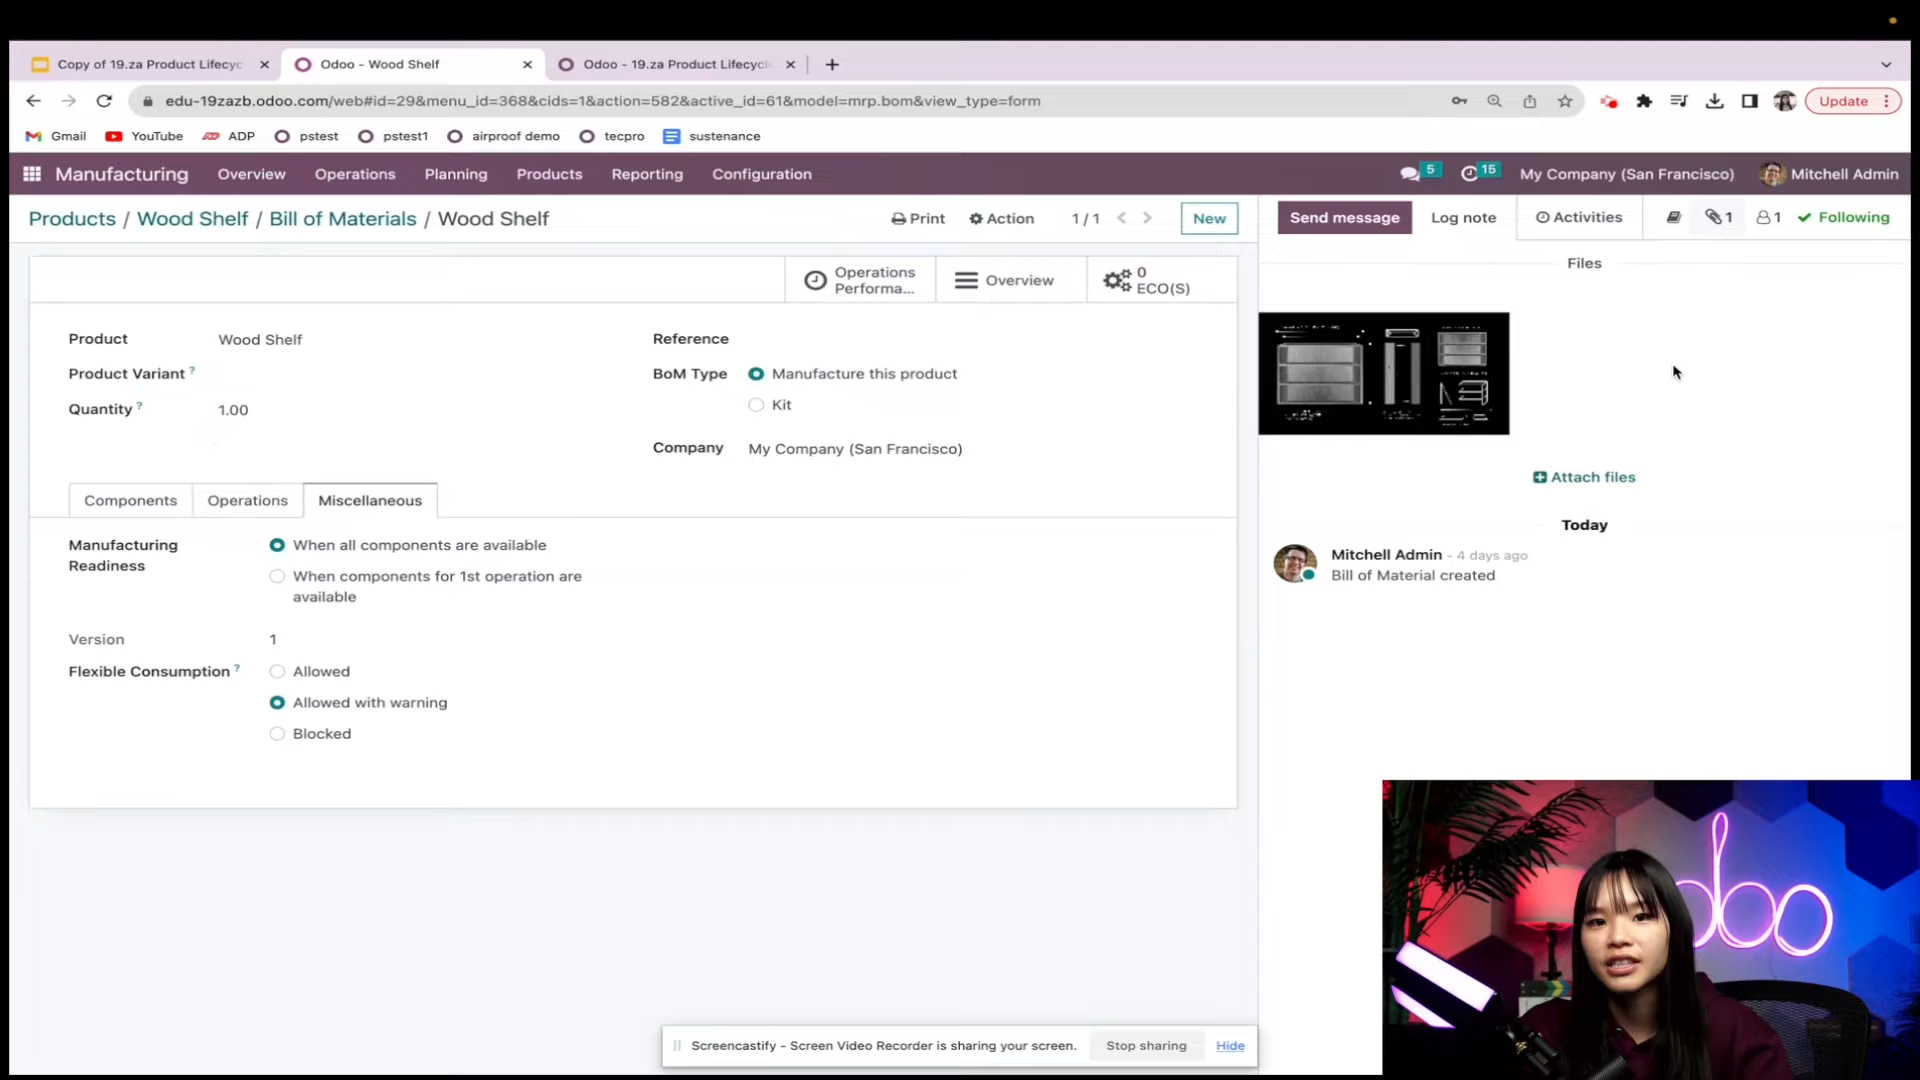 Copy of 19.za Product Lifecyc
Odoo - Wood Shelf
Odoo - 19.za Product Lifecycl
edu-19zazb.odoo.com/web#id=29&menu_id=368&cids=1&action=582&active_id=61&model=mrp.bom&view_type=form
Update
Gmail
YouTube
ADP
pstest
pstest1
airproof demo
tecpro
sustenance
Manufacturing
Overview
Operations
Planning
Products
Reporting
Configuration
5
15
My Company (San Francisco)
Mitchell Admin
Products / Wood Shelf / Bill of Materials / Wood Shelf
Print
Action
1 / 1
New
Send message
Log note
Activities
1
1
Following
Operations
Performa...
Overview
0
ECO(S)
Files
Product
Wood Shelf
Product Variant ?
Quantity ?
1.00
Reference
BoM Type
Manufacture this product
Kit
Company
My Company (San Francisco)
Attach files
Components
Operations
Miscellaneous
Today
Mitchell Admin - 4 days ago
Bill of Material created
Manufacturing
Readiness
When all components are available
When components for 1st operation are
available
Version
1
Flexible Consumption ?
Allowed
Allowed with warning
Blocked
odoo
Screencastify - Screen Video Recorder is sharing your screen.
Stop sharing
Hide